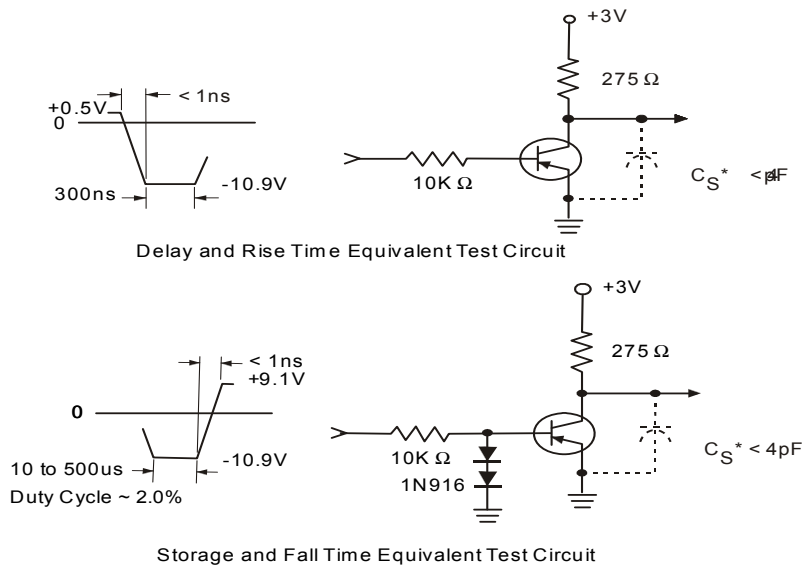 +3V
275 Ω
< 1ns
+0.5V
0
10K Ω
300ns
-10.9V
C_S* <
Delay and Rise Time Equivalent Test Circuit
+3V
275 Ω
< 1ns
+9.1V
0
10K Ω
1N916
-10.9V
C_S* < 4pF
10 to 500us
Duty Cycle ~ 2.0%
Storage and Fall Time Equivalent Test Circuit